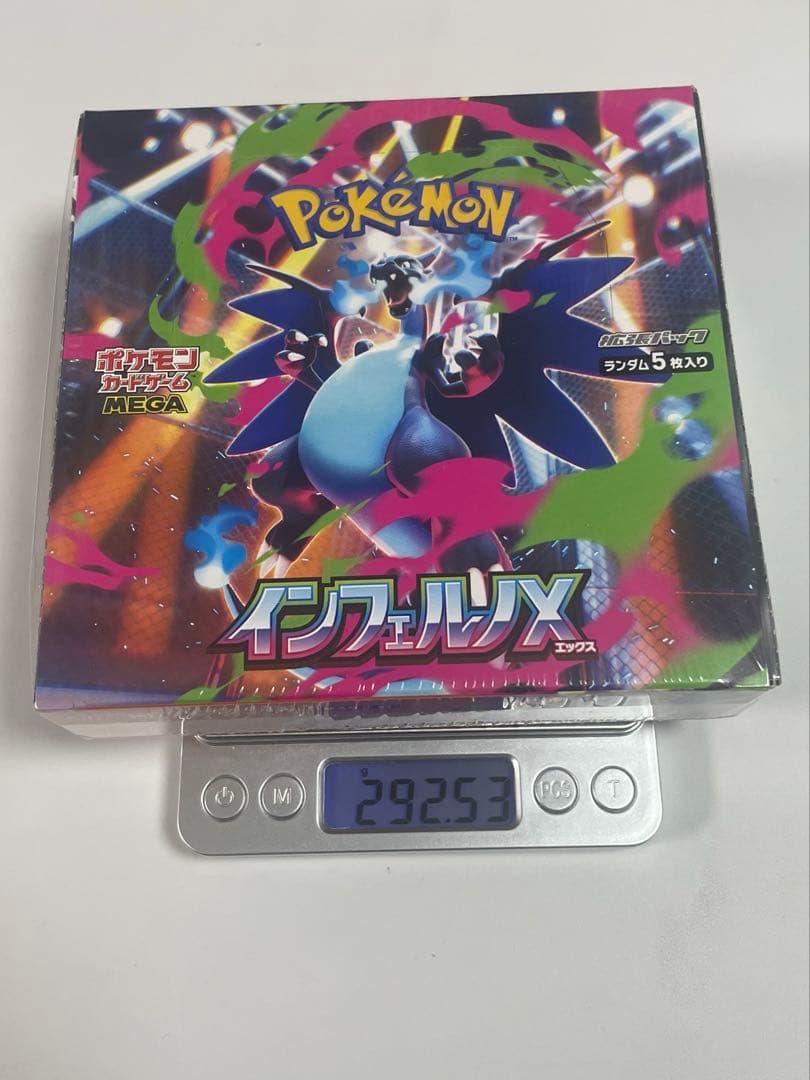 POKéMON
TM
ポケモン
カードゲーム
MEGA
拡張パック
ランダム5枚入り
インフェルノX
エックス
g
292.53
M
PCS
T